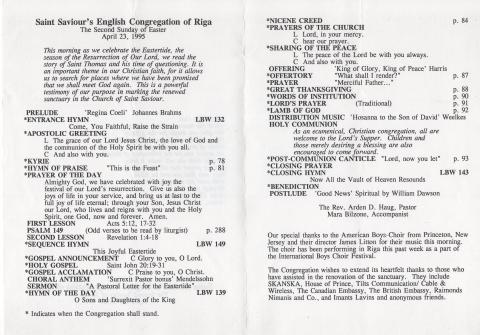 Saint Saviour's English Congregation of Riga
The Second Sunday of Easter
April 23, 1995
This morning as we celebrate the Eastertide, the
season of the Resurrection of Our Lord, we read the
story of Saint Thomas and his time of questioning. It is
an important theme in our Christian faith, for it allows
us to search for places where we have been promised
that we shall meet God again. This is a powerful
testimony of our purpose in marking the renewed
sanctuary in the Church of Saint Saviour.
PRELUDE 'Regina Coeli' Johannes Brahms
*ENTRANCE HYMN LBW 132
Come, You Faithful, Raise the Strain
*APOSTOLIC GREETING
L The grace of our Lord Jesus Christ, the love of God and
the communion of the Holy Spirit be with you all.
C And also with you.
*KYRIE p. 78
*HYMN OF PRAISE "This is the Feast" p. 81
*PRAYER OF THE DAY
Almighty God, we have celebrated with joy the
festival of our Lord's resurrection. Give us also the
joys of life in your service, and bring us at last to the
full joy of life eternal; through your Son, Jesus Christ
our Lord, who lives and reigns with you and the Holy
Spirit, one God, now and forever. Amen.
FIRST LESSON Acts 5:12, 17-32
PSALM 149 (Odd verses to be read by liturgist) p. 288
SECOND LESSON Revelation 1:4-18
*SEQUENCE HYMN LBW 149
This Joyful Eastertide
*GOSPEL ANNOUNCEMENT C Glory to you, O Lord.
*HOLY GOSPEL Saint John 20:19-31
*GOSPEL ACCLAMATION C Praise to you, O Christ.
CHORAL ANTHEM Surrexit Pastor bonus' Mendelssohn
SERMON "A Pastoral Letter for the Eastertide"
*HYMN OF THE DAY LBW 139
O Sons and Daughters of the King
* Indicates when the Congregation shall stand.
*NICENE CREED p. 84
*PRAYERS OF THE CHURCH
L Lord, in your mercy.
C hear our prayer.
*SHARING OF THE PEACE
L The peace of the Lord be with you always.
C And also with you.
OFFERING 'King of Glory, King of Peace' Harris
*OFFERTORY "What shall I render?" p. 87
*PRAYER "Merciful Father..."
*GREAT THANKSGIVING p. 88
*WORDS OF INSTITUTION p. 90
*LORD'S PRAYER (Traditional) p. 91
*LAMB OF GOD p. 92
DISTRIBUTION MUSIC 'Hosanna to the Son of David' Weelkes
HOLY COMMUNION
As an ecumenical, Christian congregation, all are
welcome to the Lord's Supper. Children and
those merely desiring a blessing are also
encouraged to come forward.
*POST-COMMUNION CANTICLE "Lord, now you let" p. 93
*CLOSING PRAYER
*CLOSING HYMN LBW 143
Now All the Vault of Heaven Resounds
*BENEDICTION
POSTLUDE 'Good News' Spiritual by William Dawson
The Rev. Arden D. Haug, Pastor
Mara Bilzone, Accompanist
Our special thanks to the American Boys-Choir from Princeton, New
Jersey and their director James Litton for their music this morning.
The choir has been performing in Riga this past week as a part of
the International Boys Choir Festival.
The Congregation wishes to extend its heartfelt thanks to those who
have assisted in the renovation of the sanctuary. They include
SKANSKA, House of Prince, Tilts Communication/ Cable &
Wireless, The Canadian Embassy, The British Embassy, Raimonds
Nimanis and Co., and Imants Lavins and anonymous friends.